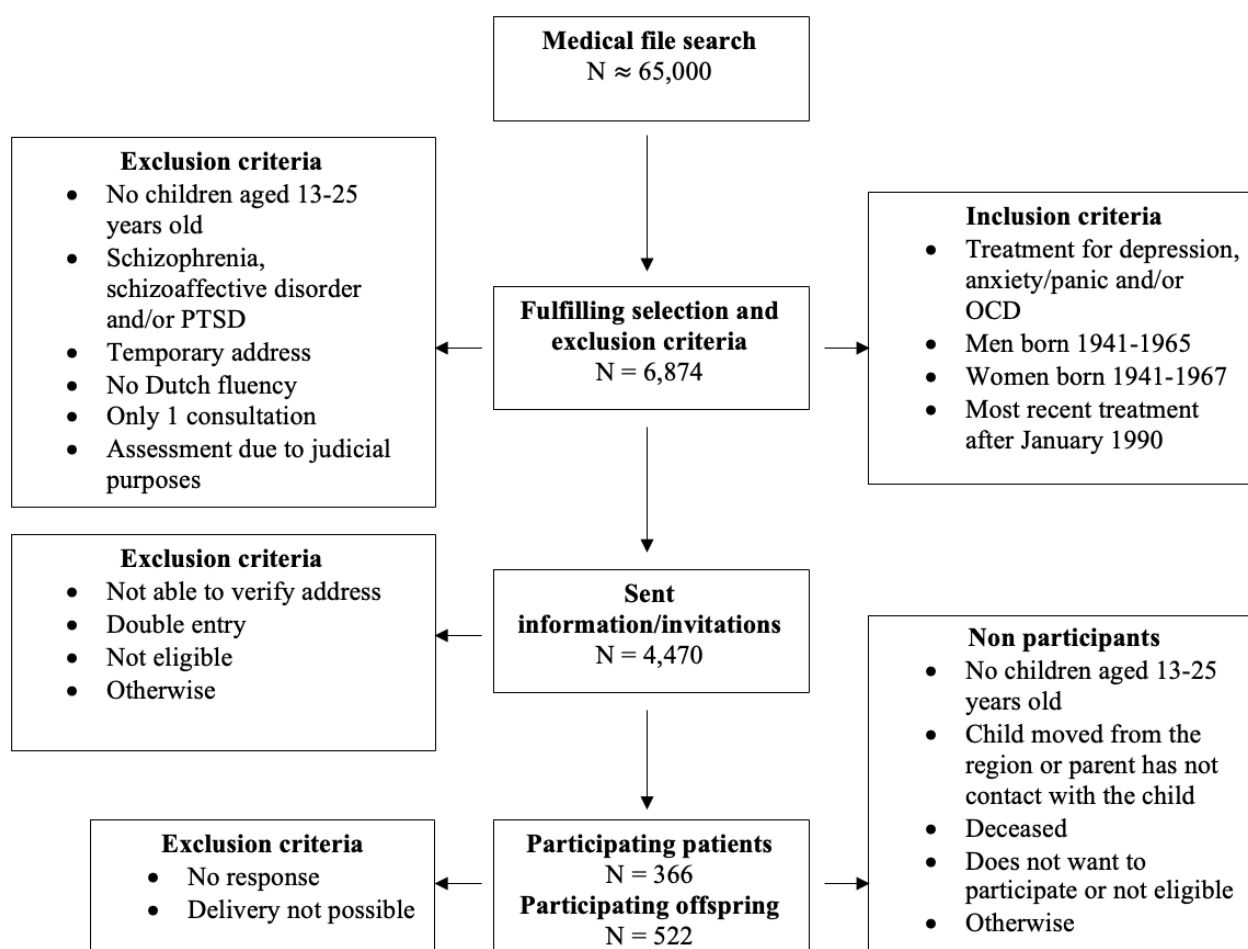 Medical file search
N ≈ 65,000
Exclusion criteria
• No children aged 13-25
years old
• Schizophrenia,
schizoaffective disorder
and/or PTSD
• Temporary address
• No Dutch fluency
• Only 1 consultation
• Assessment due to judicial
purposes
Fulfilling selection and
exclusion criteria
N = 6,874
Inclusion criteria
• Treatment for depression,
anxiety/panic and/or
OCD
• Men born 1941-1965
• Women born 1941-1967
• Most recent treatment
after January 1990
Exclusion criteria
• Not able to verify address
• Double entry
• Not eligible
• Otherwise
Sent
information/invitations
N = 4,470
Non participants
• No children aged 13-25
years old
• Child moved from the
region or parent has not
contact with the child
• Deceased
• Does not want to
participate or not eligible
• Otherwise
Exclusion criteria
• No response
• Delivery not possible
Participating patients
N = 366
Participating offspring
N = 522